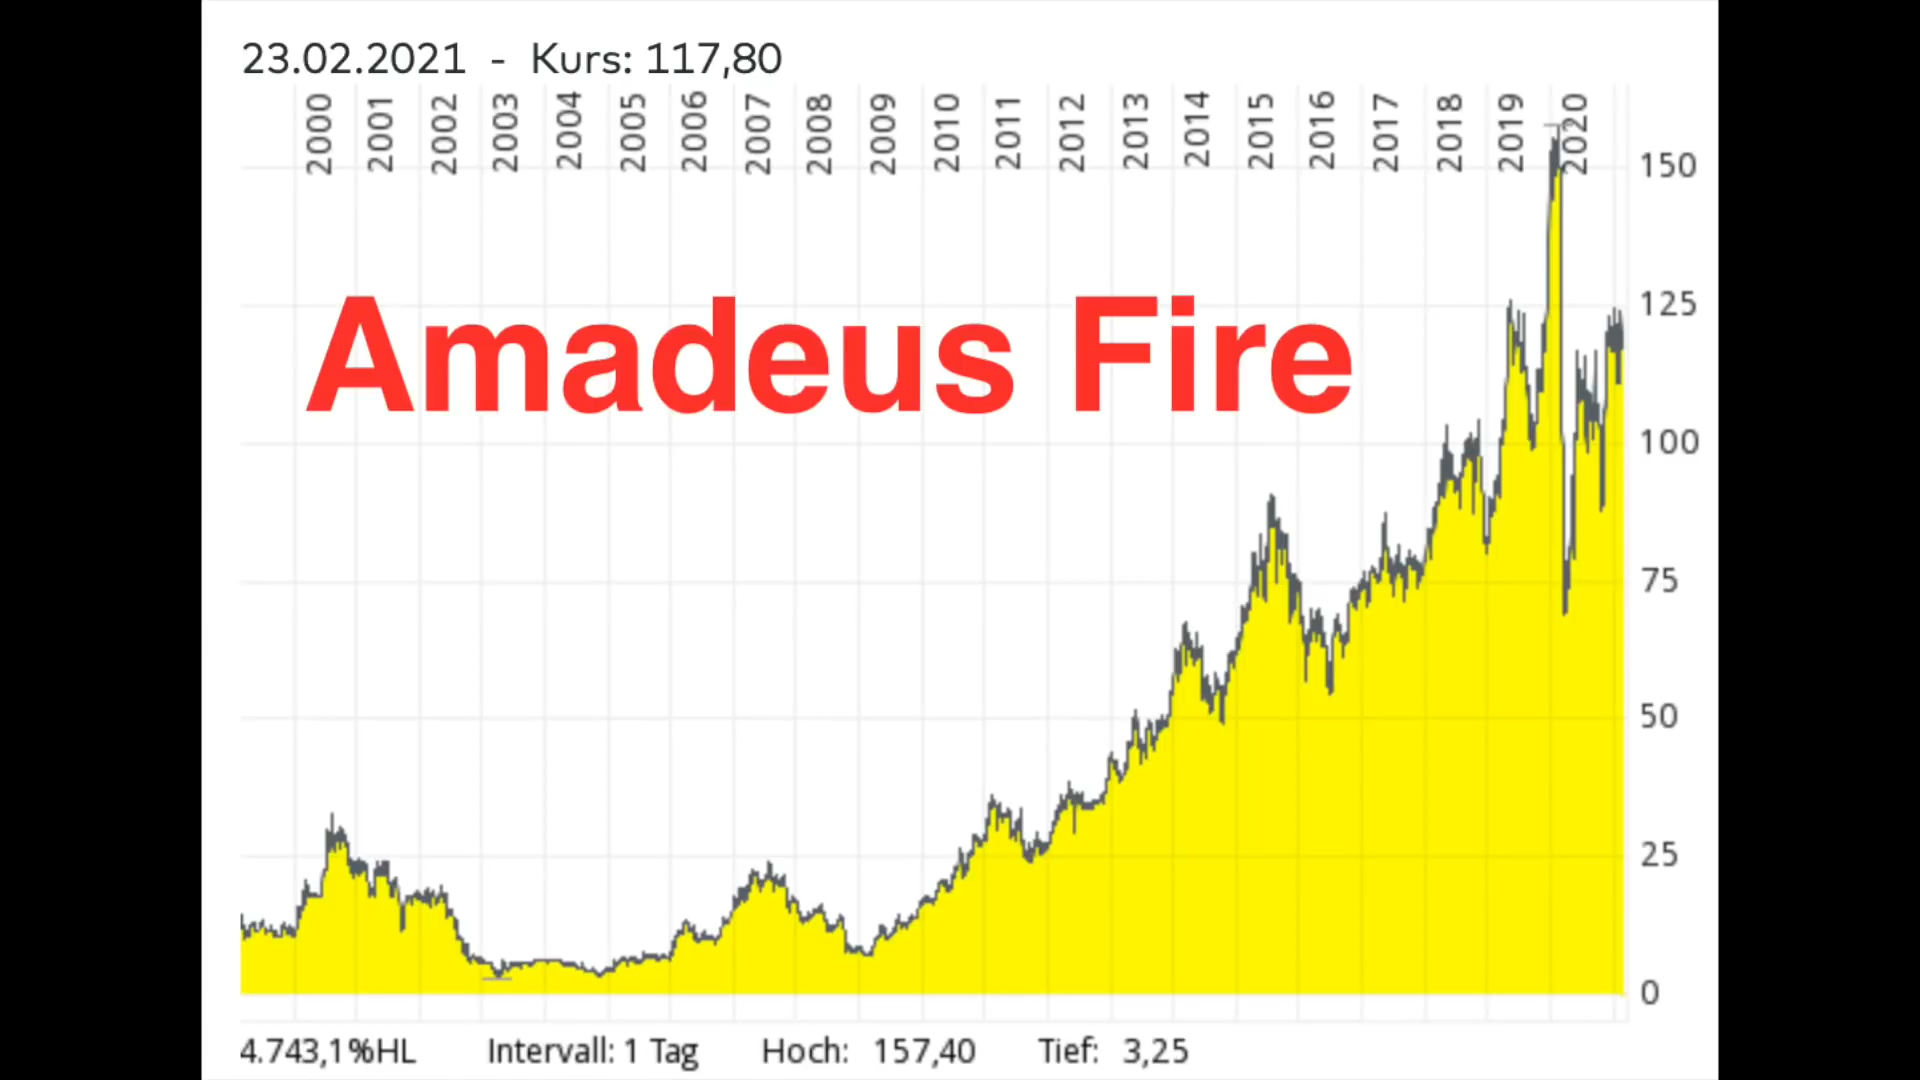 23.02.2021 - Kurs: 117,80
2000 2001 2002 2003 2004 2005 2006 2007 2008 2009 2010 2011 2012 2013 2014 2015 2016 2017 2018 2019 2020
150
125
Amadeus Fire
100
75
50
25
0
4.743,1%HL Intervall: 1 Tag Hoch: 157,40 Tief: 3,25